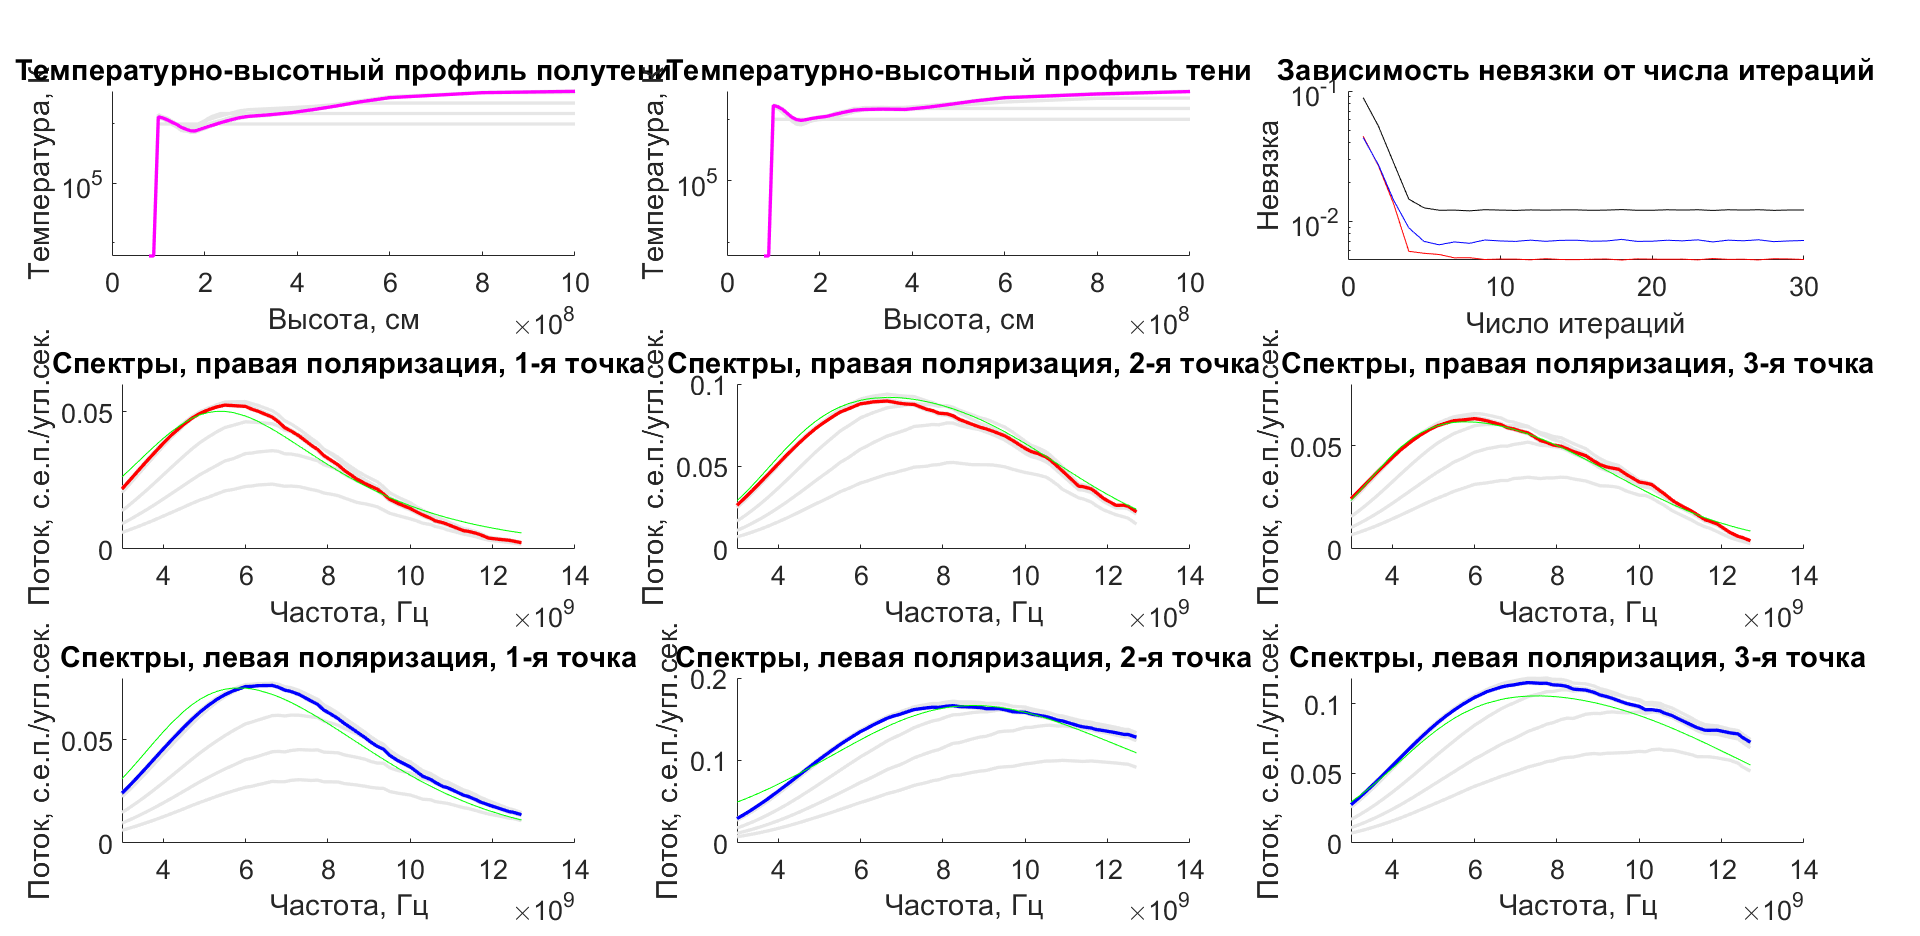 Температурно-высотный профиль полутени
Температура, К
10^5
0 2 4 6 8 10
Высота, см
×10^8
Температурно-высотный профиль тени
Температура, К
10^5
0 2 4 6 8 10
Высота, см
×10^8
Зависимость невязки от числа итераций
Невязка
10^-1
10^-2
0 10 20 30
Число итераций
Спектры, правая поляризация, 1-я точка
Поток, с.е.п./угл.сек.
0.05
0
4 6 8 10 12 14
Частота, Гц
×10^9
Спектры, правая поляризация, 2-я точка
Поток, с.е.п./угл.сек.
0.1
0.05
0
4 6 8 10 12 14
Частота, Гц
×10^9
Спектры, правая поляризация, 3-я точка
Поток, с.е.п./угл.сек.
0.05
0
4 6 8 10 12 14
Частота, Гц
×10^9
Спектры, левая поляризация, 1-я точка
Поток, с.е.п./угл.сек.
0.05
0
4 6 8 10 12 14
Частота, Гц
×10^9
Спектры, левая поляризация, 2-я точка
Поток, с.е.п./угл.сек.
0.2
0.1
0
4 6 8 10 12 14
Частота, Гц
×10^9
Спектры, левая поляризация, 3-я точка
Поток, с.е.п./угл.сек.
0.1
0.05
0
4 6 8 10 12 14
Частота, Гц
×10^9